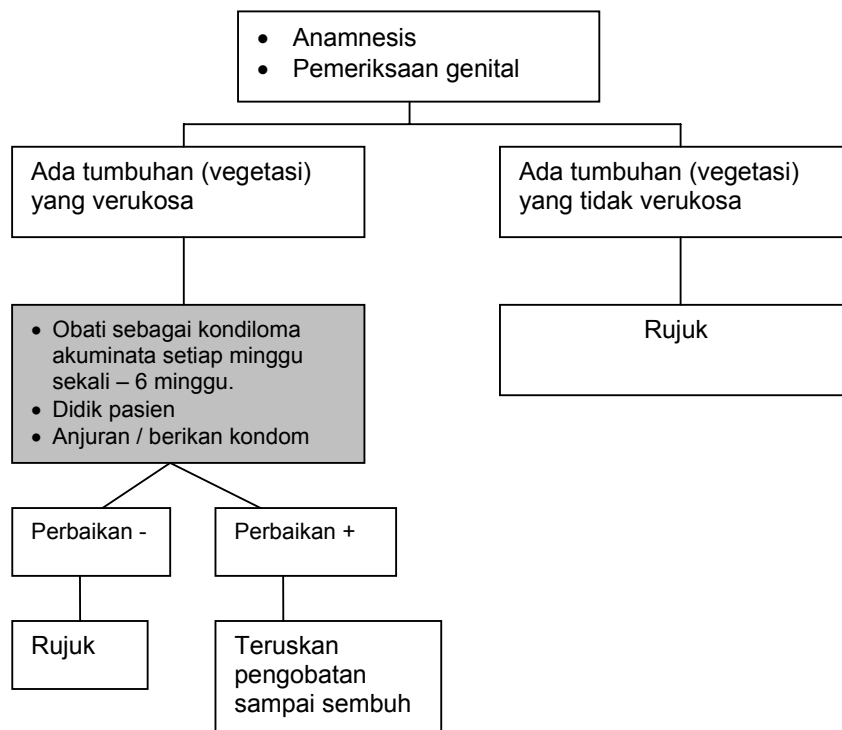 • Anamnesis
• Pemeriksaan genital
Ada tumbuhan (vegetasi)
yang verukosa
Ada tumbuhan (vegetasi)
yang tidak verukosa
• Obati sebagai kondiloma
akuminata setiap minggu
sekali – 6 minggu.
• Didik pasien
• Anjuran / berikan kondom
Rujuk
Perbaikan -
Perbaikan +
Rujuk
Teruskan
pengobatan
sampai sembuh